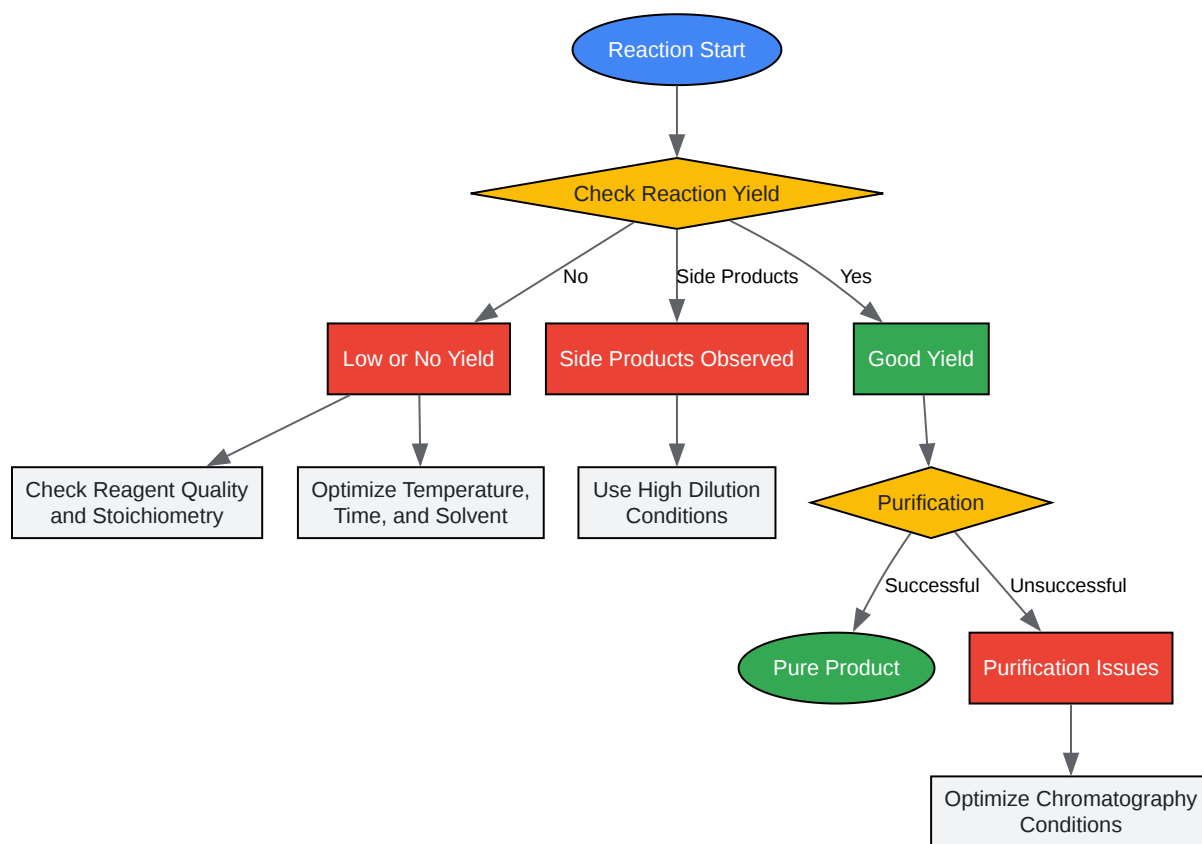 Reaction Start
Check Reaction Yield
No
Side Products
Yes
Low or No Yield
Side Products Observed
Good Yield
Check Reagent Quality
and Stoichiometry
Optimize Temperature,
Time, and Solvent
Use High Dilution
Conditions
Purification
Successful
Unsuccessful
Pure Product
Purification Issues
Optimize Chromatography
Conditions